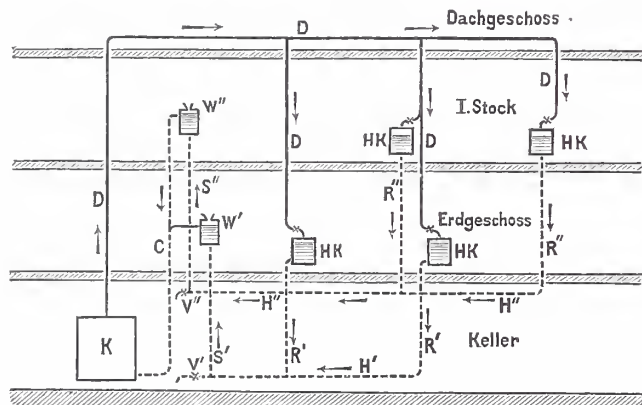 D
Dachgeschoss
D
I. Stock
W"
HK
D
HK
D
D
S"
R"
W'
Erdgeschoss
C
HK
HK
R"
V"
H"
H"
K
S'
R'
R'
Keller
V'
H'